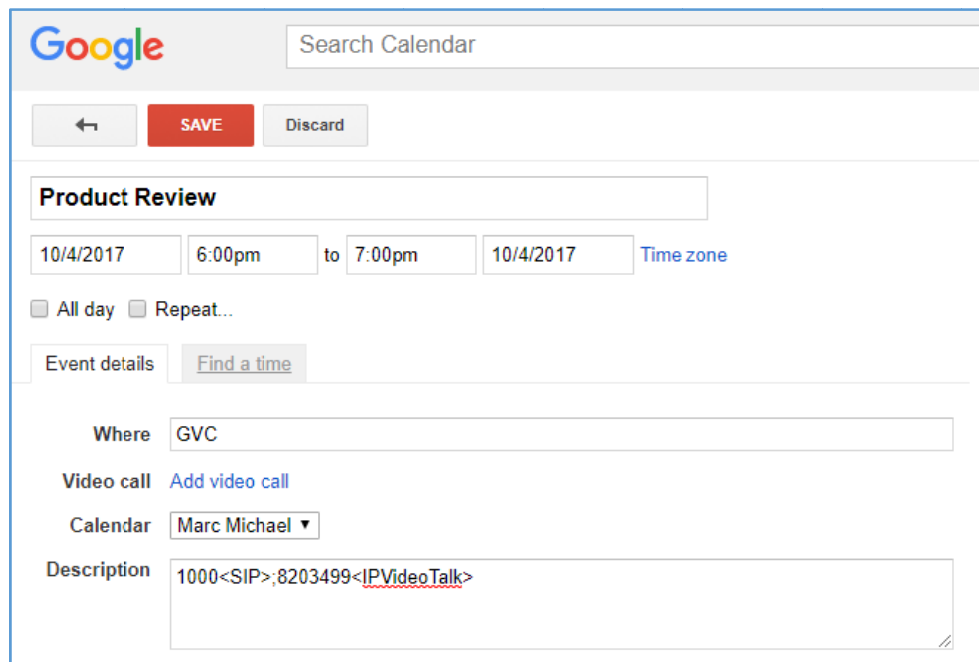 Google Search Calendar
SAVE Discard
Product Review
10/4/2017 6:00pm to 7:00pm 10/4/2017 Time zone
All day Repeat...
Event details Find a time
Where GVC
Video call Add video call
Calendar Marc Michael
Description 1000<SIP>;8203499<IPVideoTalk>